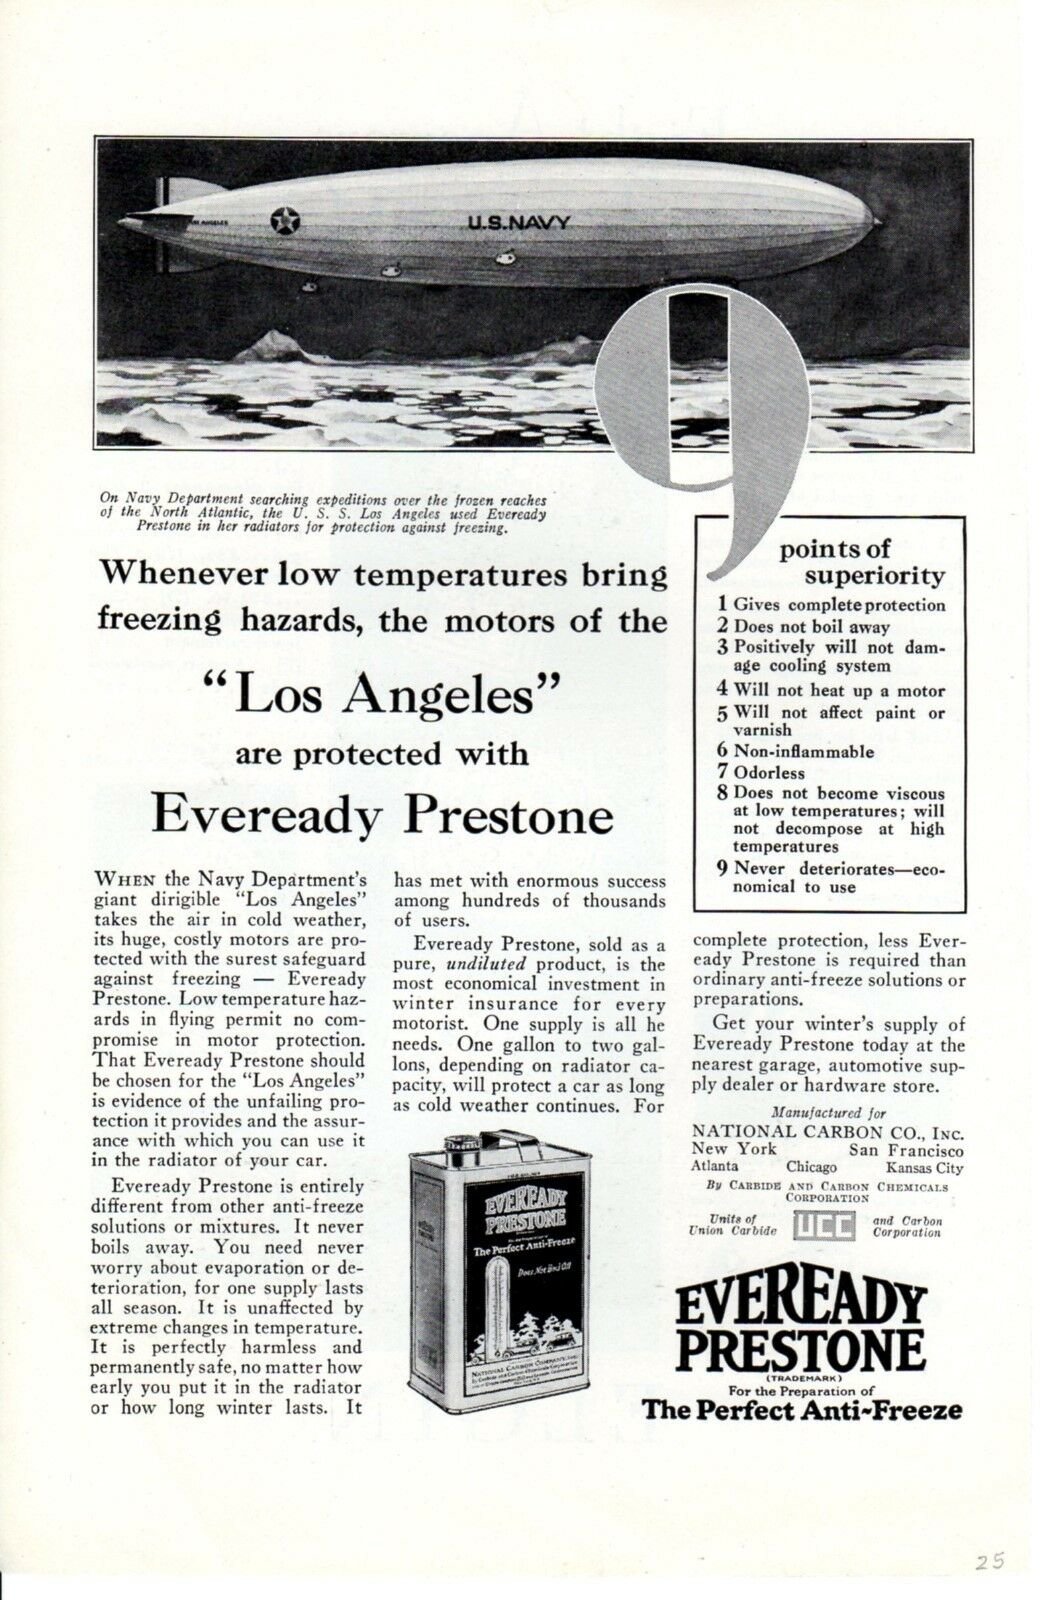 LOS ANGELES
U.S.NAVY
9
On Navy Department searching expeditions over the frozen reaches
of the North Atlantic, the U. S. S. Los Angeles used Eveready
Prestone in her radiators for protection against freezing.
Whenever low temperatures bring
freezing hazards, the motors of the
“Los Angeles”
are protected with
Eveready Prestone
points of
superiority
1 Gives complete protection
2 Does not boil away
3 Positively will not dam-
age cooling system
4 Will not heat up a motor
5 Will not affect paint or
varnish
6 Non-inflammable
7 Odorless
8 Does not become viscous
at low temperatures; will
not decompose at high
temperatures
9 Never deteriorates—eco-
nomical to use
WHEN the Navy Department's
giant dirigible “Los Angeles”
takes the air in cold weather,
its huge, costly motors are pro-
tected with the surest safeguard
against freezing — Eveready
Prestone. Low temperature haz-
ards in flying permit no com-
promise in motor protection.
That Eveready Prestone should
be chosen for the “Los Angeles”
is evidence of the unfailing pro-
tection it provides and the assur-
ance with which you can use it
in the radiator of your car.
Eveready Prestone is entirely
different from other anti-freeze
solutions or mixtures. It never
boils away. You need never
worry about evaporation or de-
terioration, for one supply lasts
all season. It is unaffected by
extreme changes in temperature.
It is perfectly harmless and
permanently safe, no matter how
early you put it in the radiator
or how long winter lasts. It
has met with enormous success
among hundreds of thousands
of users.
Eveready Prestone, sold as a
pure, undiluted product, is the
most economical investment in
winter insurance for every
motorist. One supply is all he
needs. One gallon to two gal-
lons, depending on radiator ca-
pacity, will protect a car as long
as cold weather continues. For
complete protection, less Ever-
eady Prestone is required than
ordinary anti-freeze solutions or
preparations.
Get your winter's supply of
Eveready Prestone today at the
nearest garage, automotive sup-
ply dealer or hardware store.
Manufactured for
NATIONAL CARBON CO., INC.
New York San Francisco
Atlanta Chicago Kansas City
By CARBIDE AND CARBON CHEMICALS
CORPORATION
Units of
Union Carbide
UCC
and Carbon
Corporation
EVEREADY
PRESTONE
The Perfect Anti-Freeze
Does Not Boil Off
NATIONAL CARBON COMPANY, INC.
EVEREADY
PRESTONE
(TRADEMARK)
For the Preparation of
The Perfect Anti-Freeze
25